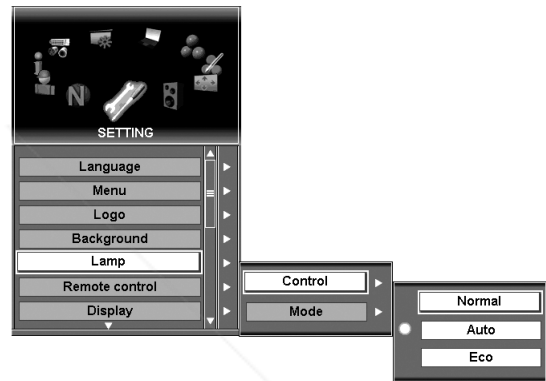 N
SETTING
Language
Menu
Logo
Background
Lamp
Remote control
Display
Control
Mode
Normal
Auto
Eco